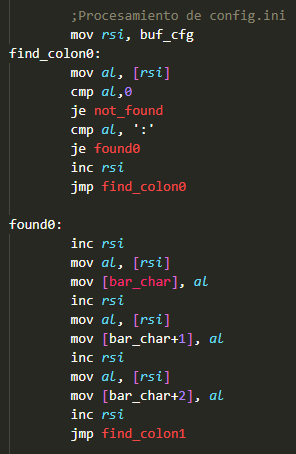 ;Procesamiento de config.ini
mov rsi, buf_cfg
find_colon0:
mov al, [rsi]
cmp al,0
je not_found
cmp al, ':'
je found0
inc rsi
jmp find_colon0
found0:
inc rsi
mov al, [rsi]
mov [bar_char], al
inc rsi
mov al, [rsi]
mov [bar_char+1], al
inc rsi
mov al, [rsi]
mov [bar_char+2], al
inc rsi
jmp find_colon1